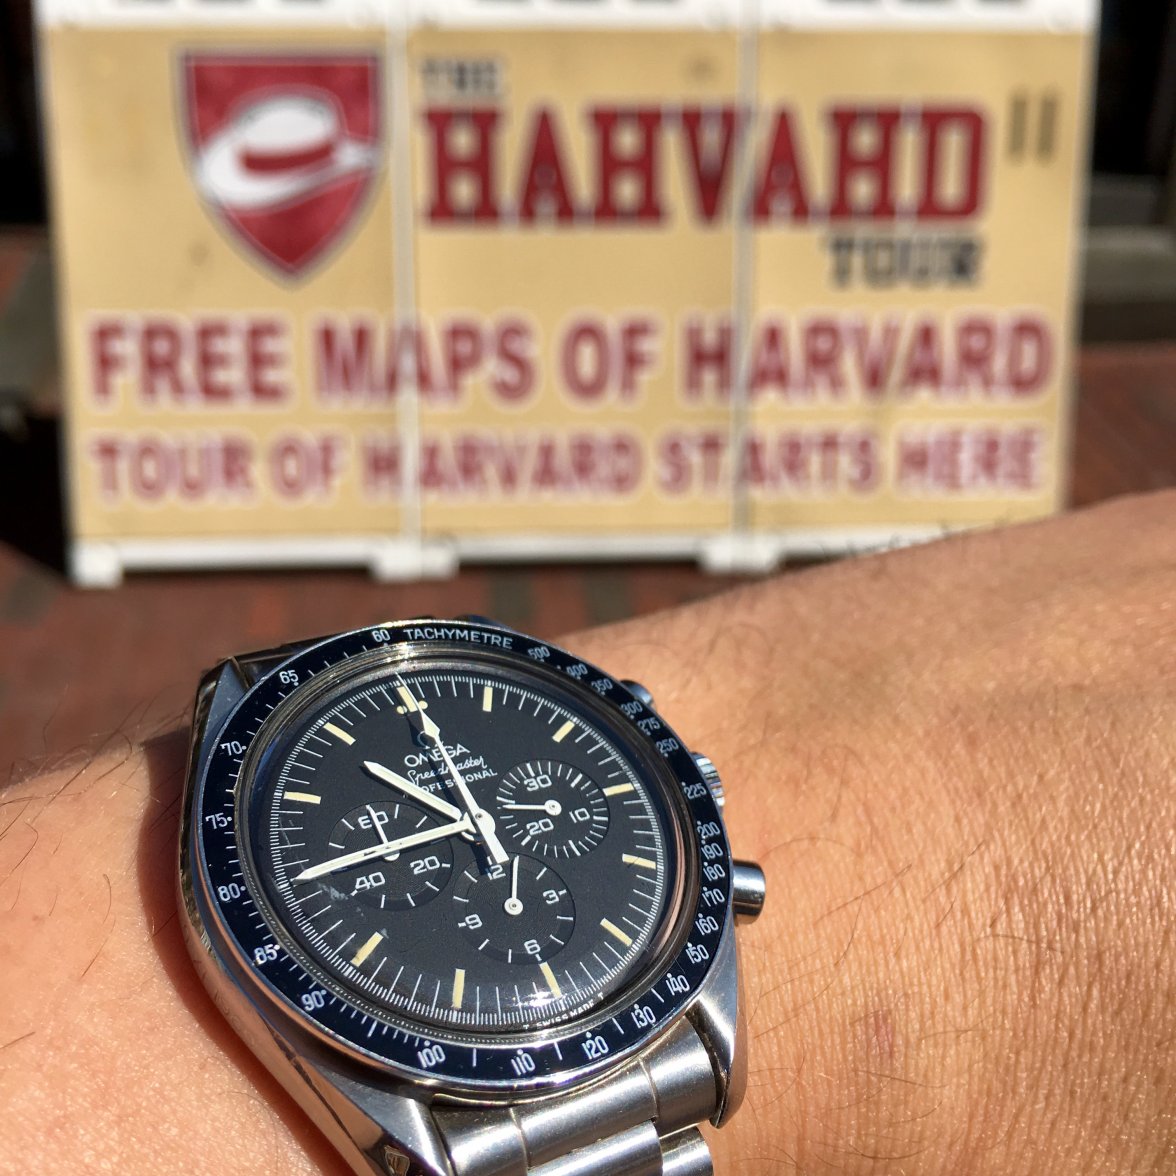 THE
HAHVAHD
TOUR
FREE MAPS OF HARVARD
TOUR OF HARVARD STARTS HERE
60 TACHYMETRE 500 400 350 300 275 250 225 200 190 180 170 160 150 140 130 120 110 100 90 85 80 75 70 65
OMEGA
Speedmaster
PROFESSIONAL
60 20 40
30 10 20
12 3 6 9
T SWISS MADE T